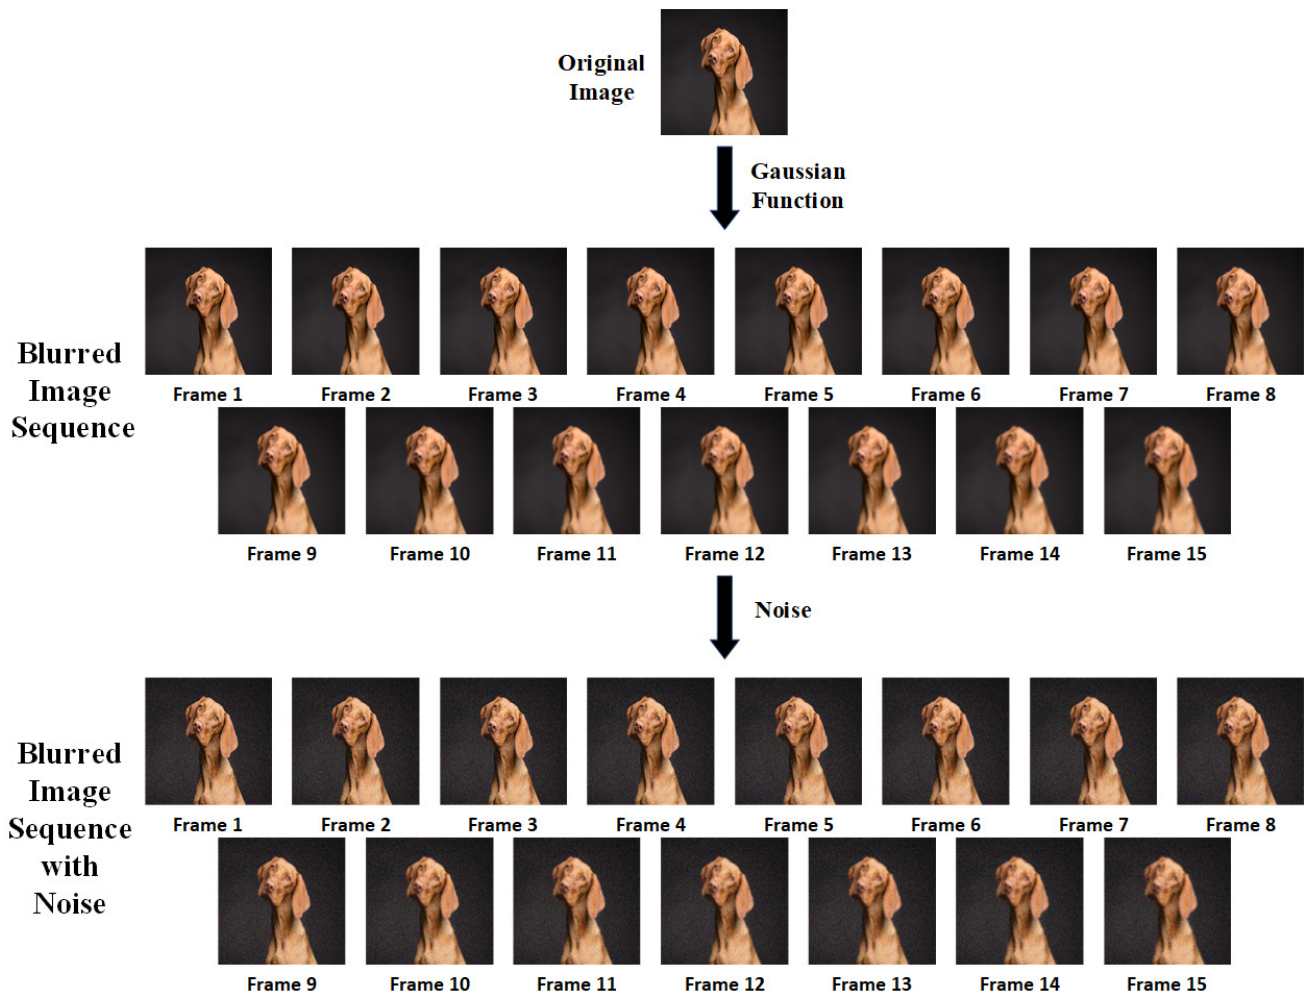 Original
Image
Gaussian
Function
Blurred
Image
Sequence
Frame 1 Frame 2 Frame 3 Frame 4 Frame 5 Frame 6 Frame 7 Frame 8
Frame 9 Frame 10 Frame 11 Frame 12 Frame 13 Frame 14 Frame 15
Noise
Blurred
Image
Sequence
with
Noise
Frame 1 Frame 2 Frame 3 Frame 4 Frame 5 Frame 6 Frame 7 Frame 8
Frame 9 Frame 10 Frame 11 Frame 12 Frame 13 Frame 14 Frame 15